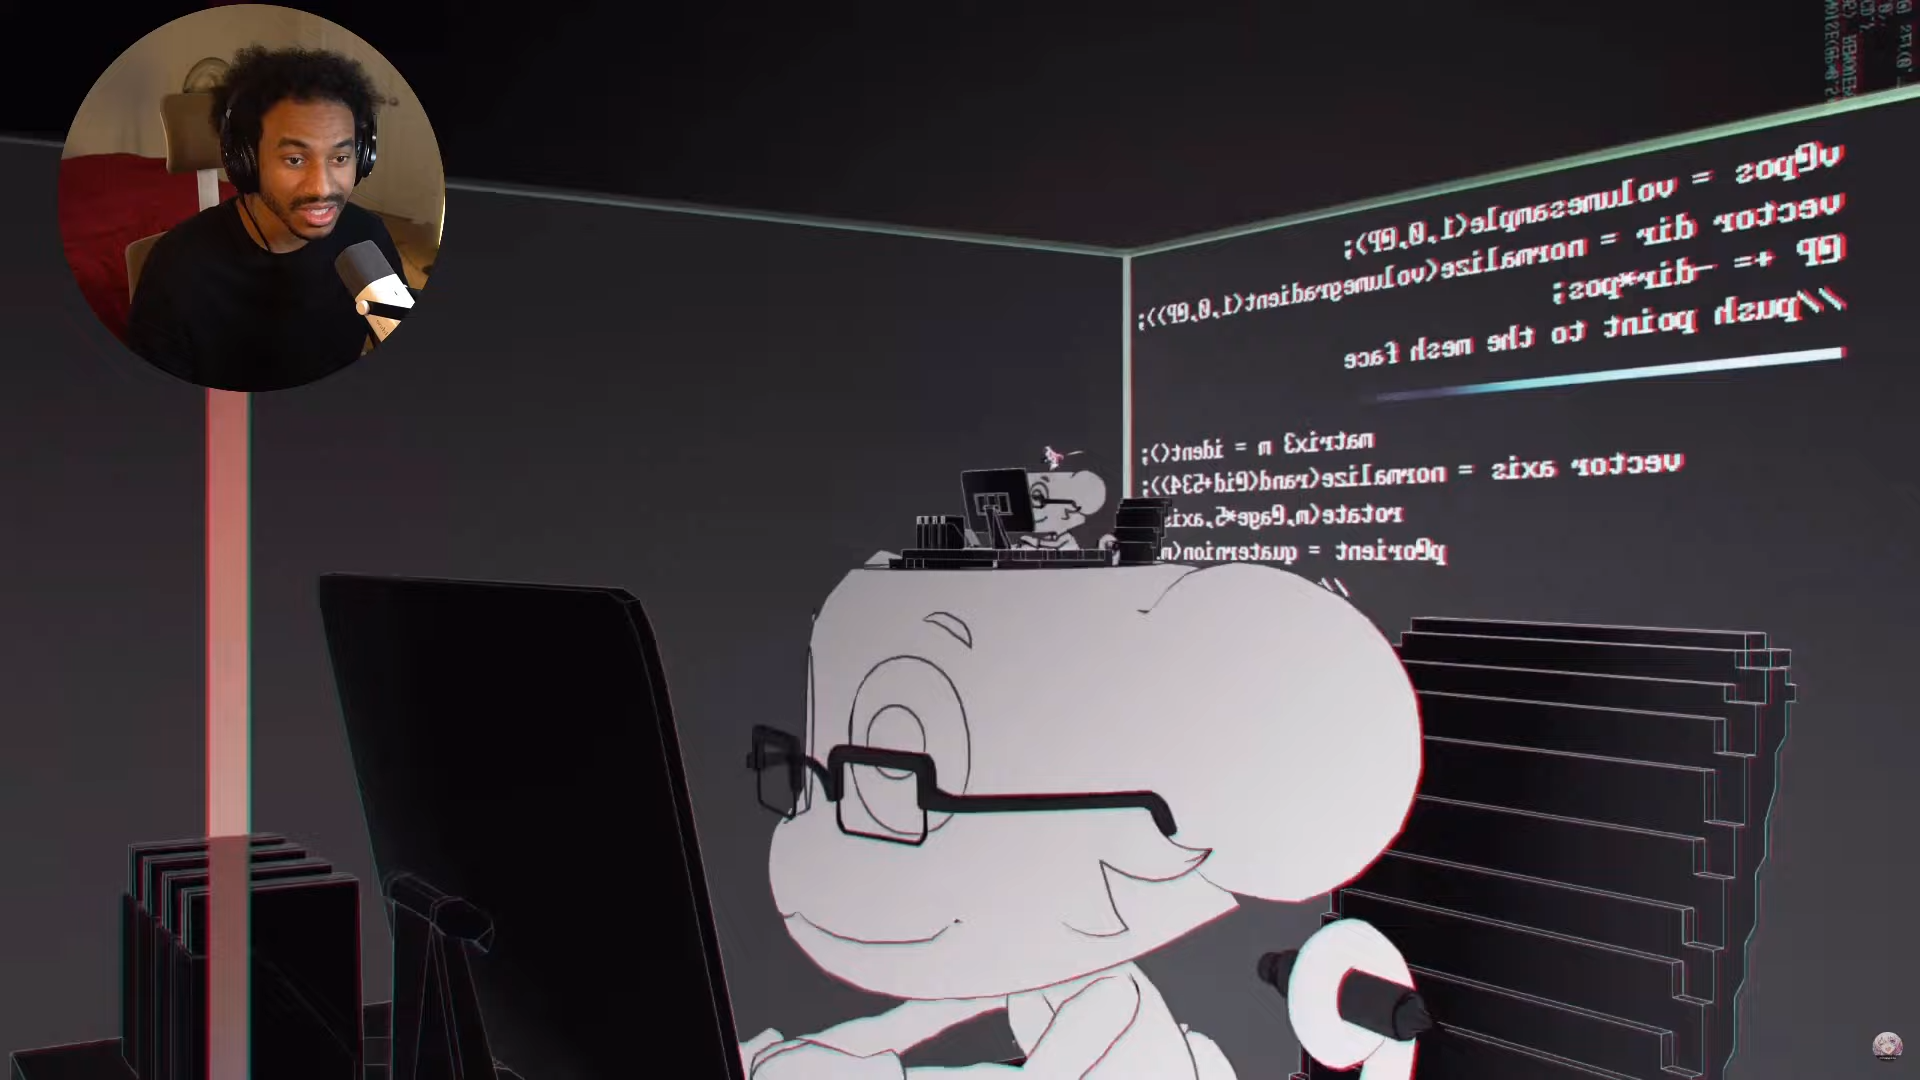 v@pos = volumesample(1,0,@P);
vector dir = normalize(volumegradient(1,0,@P));
@P += -dir*pos;
//push point to the mesh face
matrix3 m = ident();
vector axis = normalize(rand(@id+534));
rotate(m,@age*5,axis
p@orient = quaternion(m
//